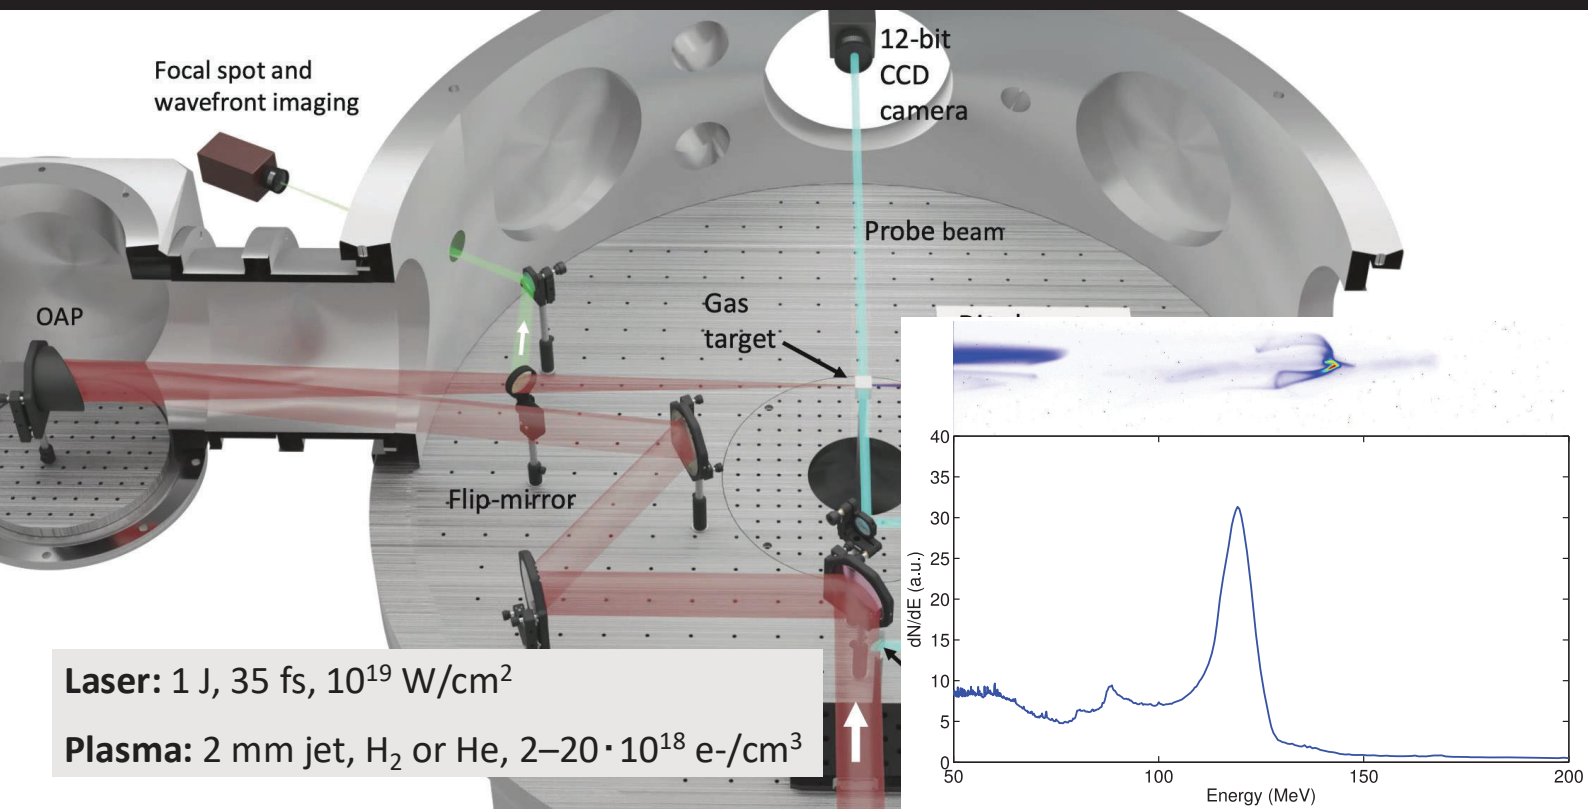 Focal spot and
wavefront imaging
12-bit
CCD
camera
Probe beam
OAP
Gas
target
Flip-mirror
Laser: 1 J, 35 fs, 10¹⁹ W/cm²
Plasma: 2 mm jet, H₂ or He, 2–20·10¹⁸ e-/cm³
40
35
30
25
20
15
10
5
0
dN/dE (a.u.)
50
100
150
200
Energy (MeV)